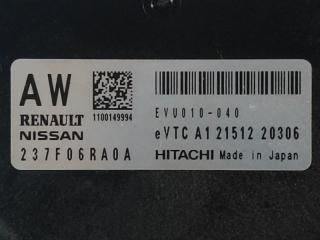 AW
1100149994
RENAULT
NISSAN
237F06RA0A
EVU010-040
eVTC A1 21512 20306
HITACHI Made in Japan